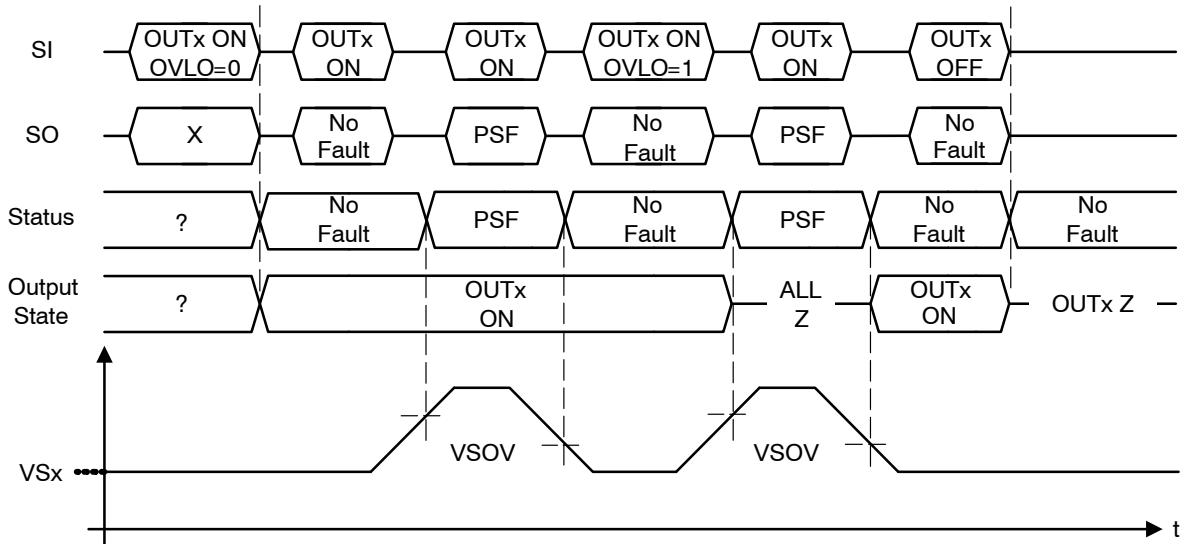 SI
OUTx ON
OVLO=0
OUTx
ON
OUTx
ON
OUTx ON
OVLO=1
OUTx
ON
OUTx
OFF
SO
X
No
Fault
PSF
No
Fault
PSF
No
Fault
Status
?
No
Fault
PSF
No
Fault
PSF
No
Fault
No
Fault
Output
State
?
OUTx
ON
ALL
Z
OUTx
ON
OUTx Z
VSOV
VSOV
VSx
t